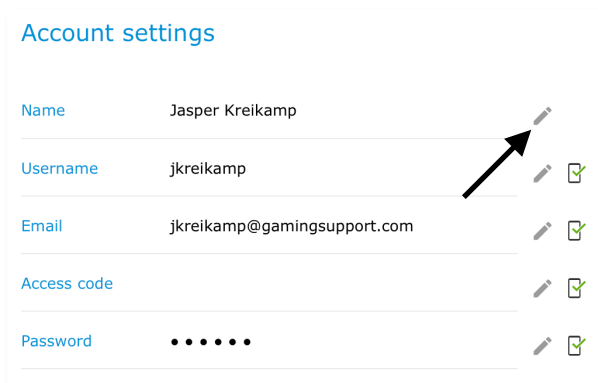 Account settings
Name Jasper Kreikamp
Username jkreikamp
Email jkreikamp@gamingsupport.com
Access code
Password ••••••